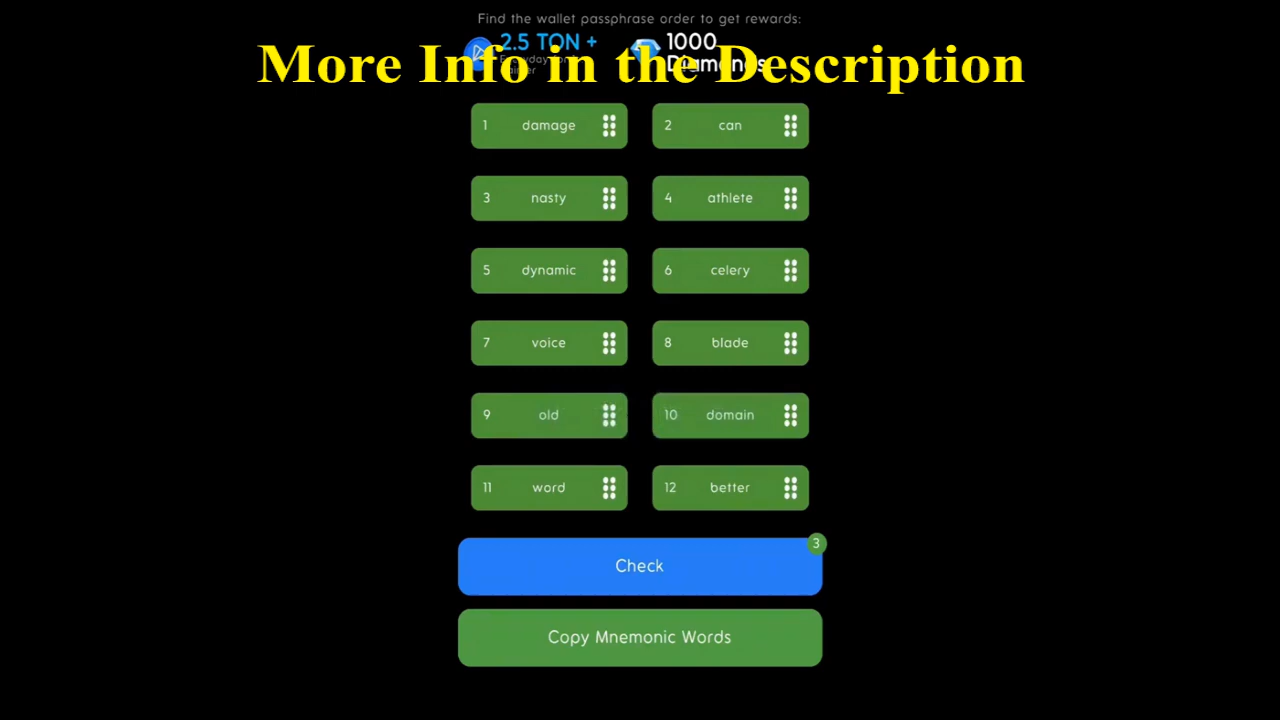 Find the wallet passphrase order to get rewards:
2.5 TON + 1000
More Info in the Description
Diamonds
1 damage
2 can
3 nasty
4 athlete
5 dynamic
6 celery
7 voice
8 blade
9 old
10 domain
11 word
12 better
3
Check
Copy Mnemonic Words